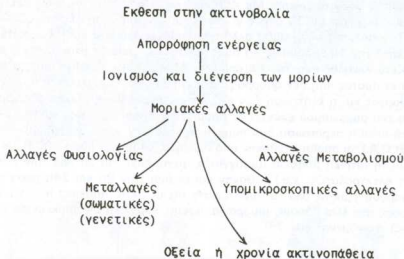 Εκθεση στην ακτινοβολία
Απορρόφηση ενέργειας
Ιονισμός και διέγερση των μορίων
Μοριακές αλλαγές
Αλλαγές Φυσιολογίας
Αλλαγές Μεταβολισμού
Μεταλλαγές
(σωματικές)
(γενετικές)
Υπομικροσκοπικές αλλαγές
Οξεία ή χρονία ακτινοπάθεια